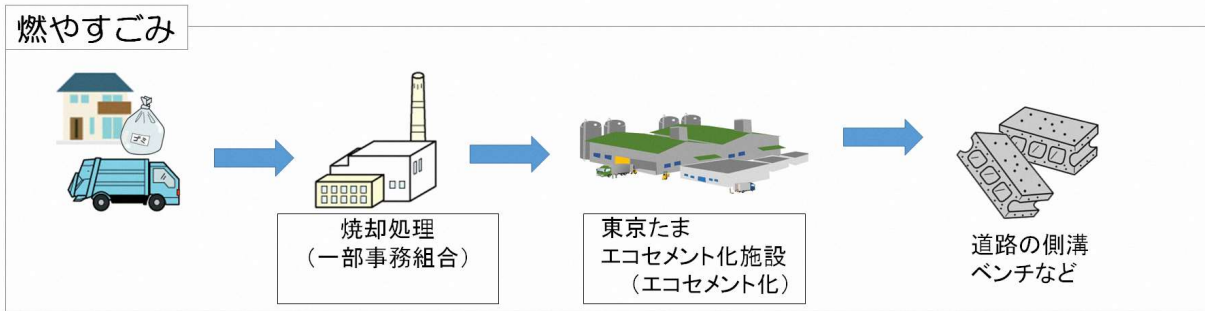 燃やすごみ
ゴミ
焼却処理
(一部事務組合)
東京たま
エコセメント化施設
(エコセメント化)
道路の側溝
ベンチなど